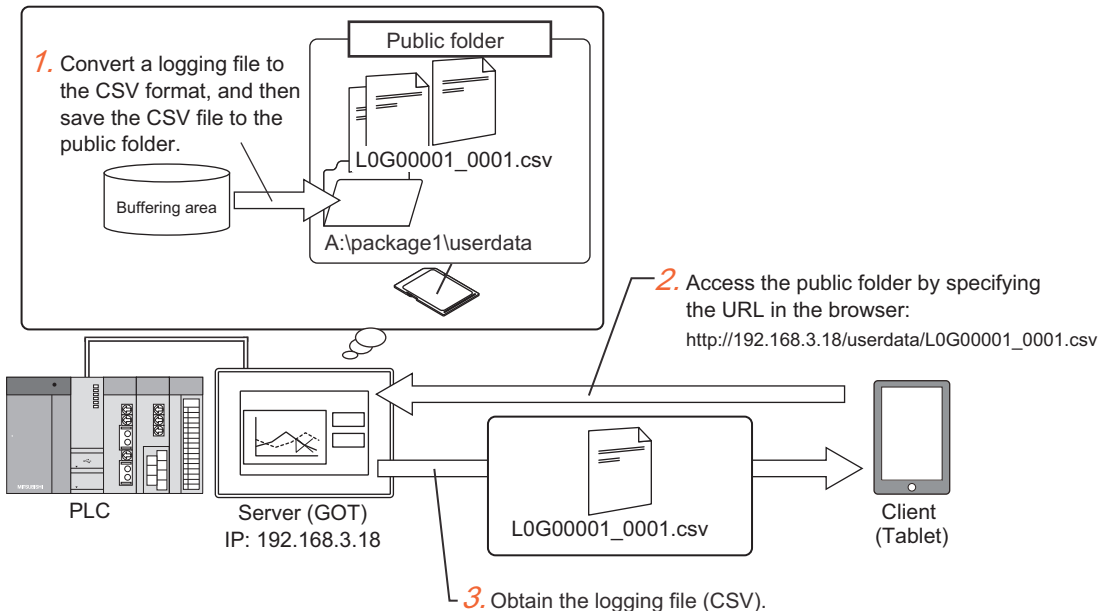 Public folder
1. Convert a logging file to
the CSV format, and then
save the CSV file to the
public folder.
L0G00001_0001.csv
Buffering area
A:\package1\userdata
2. Access the public folder by specifying
the URL in the browser:
http://192.168.3.18/userdata/L0G00001_0001.csv
MITSUBISHI
PLC
Server (GOT)
IP: 192.168.3.18
L0G00001_0001.csv
Client
(Tablet)
3. Obtain the logging file (CSV).